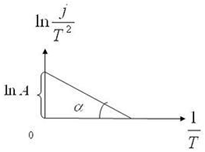 ln j/T²
ln A
α
0
1/T